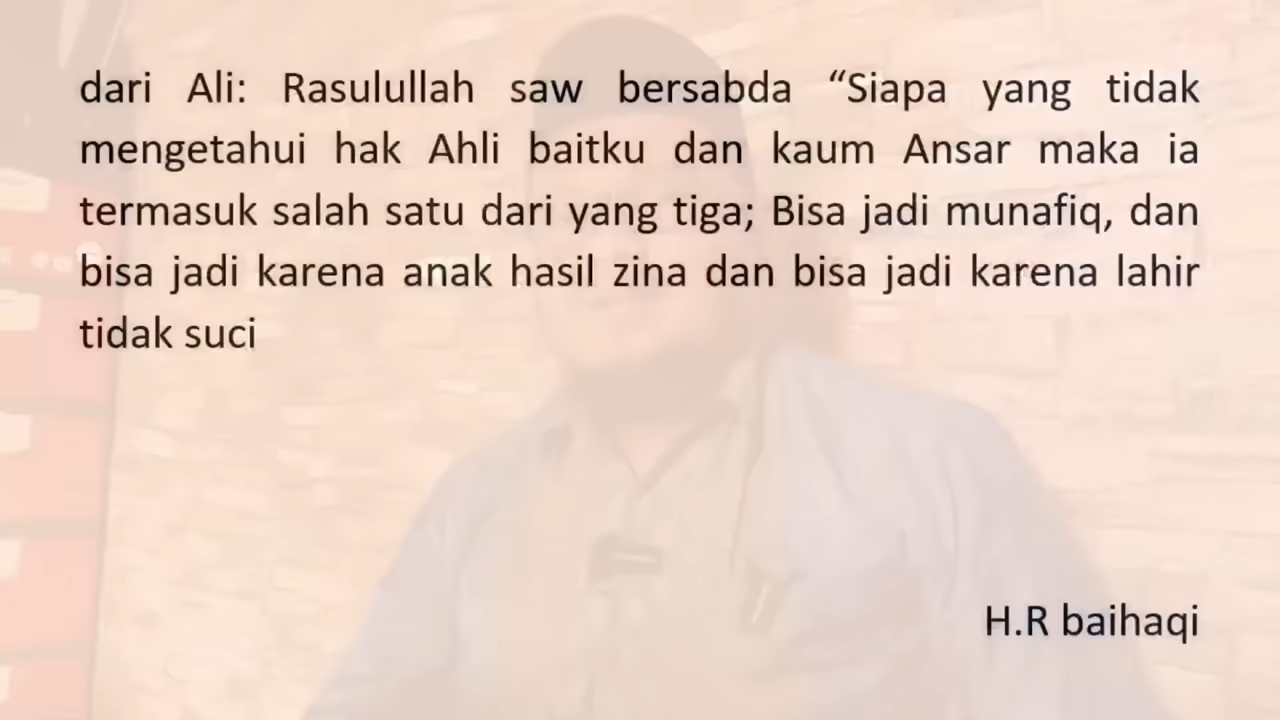 dari Ali: Rasulullah saw bersabda “Siapa yang tidak
mengetahui hak Ahli baitku dan kaum Ansar maka ia
termasuk salah satu dari yang tiga; Bisa jadi munafiq, dan
bisa jadi karena anak hasil zina dan bisa jadi karena lahir
tidak suci
H.R baihaqi